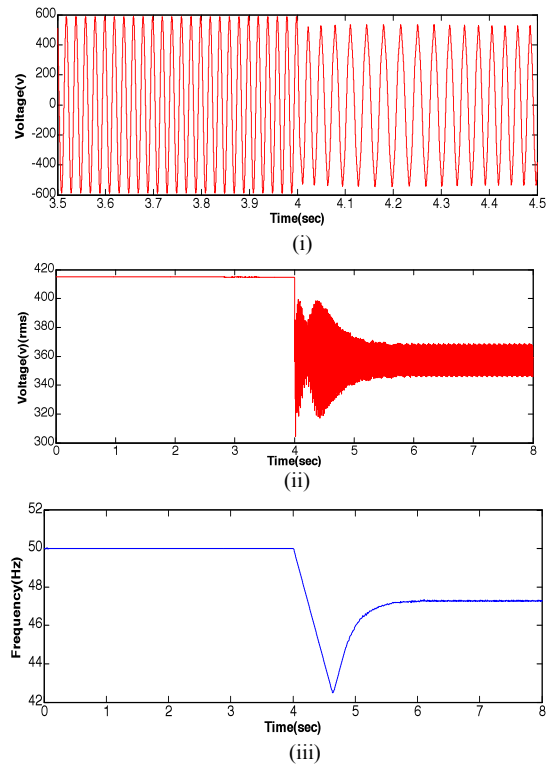 600
400
200
0
-200
-400
-600
Voltage(v)
3.5 3.6 3.7 3.8 3.9 4 4.1 4.2 4.3 4.4 4.5
Time(sec)
(i)
420
400
380
360
340
320
300
Voltage(v)(rms)
0 1 2 3 4 5 6 7 8
Time(sec)
(ii)
52
50
48
46
44
42
Frequency(Hz)
0 1 2 3 4 5 6 7 8
Time(sec)
(iii)